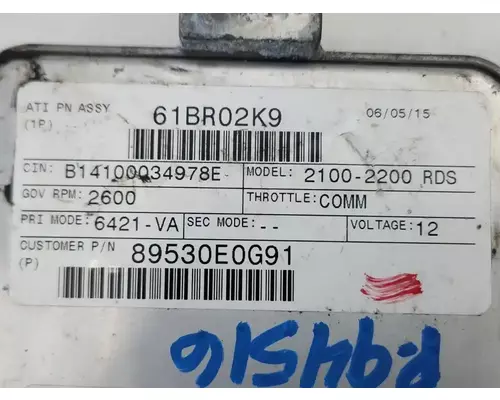 ATI PN ASSY 61BR02K9 06/05/15
(1P)
CIN: B14100034978E MODEL: 2100-2200 RDS
GOV RPM: 2600 THROTTLE: COMM
PRI MODE: 6421-VA SEC MODE: -- VOLTAGE: 12
CUSTOMER P/N 89530E0G91
(P)
P94516